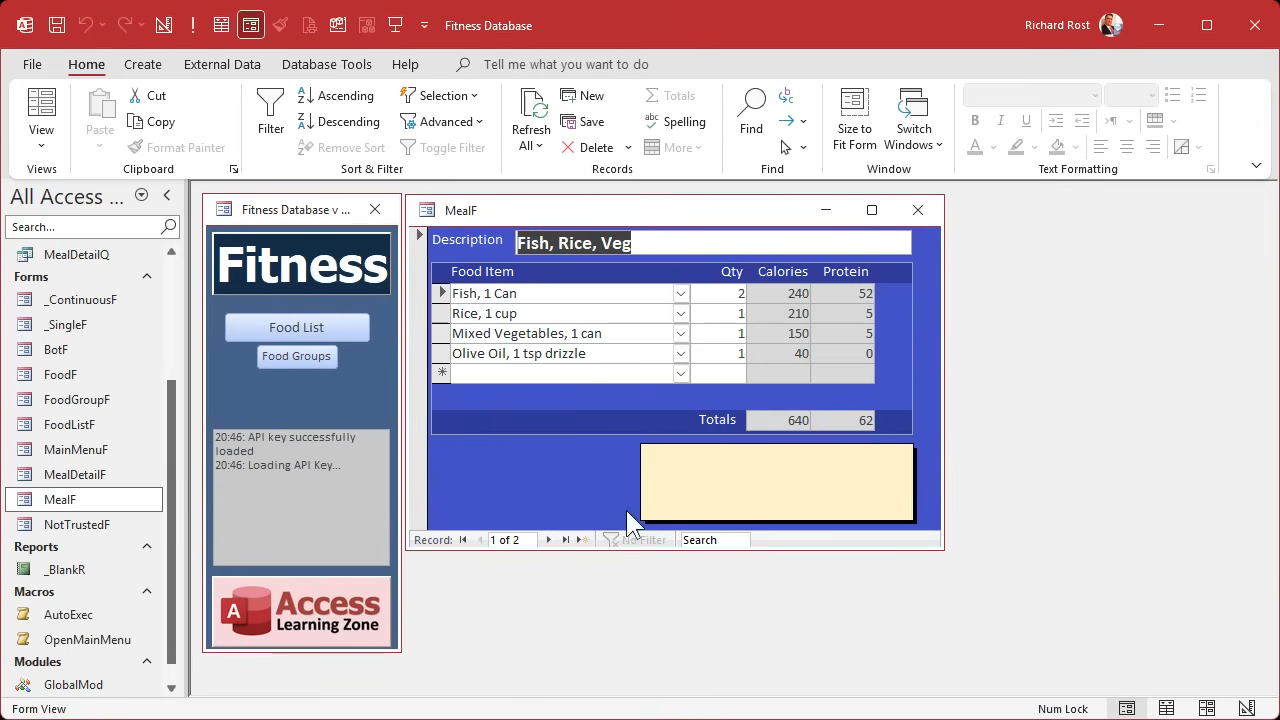 Fitness Database
Richard Rost
File Home Create External Data Database Tools Help Tell me what you want to do
View
Views
Paste
Cut
Copy
Format Painter
Clipboard
Filter
Ascending
Descending
Remove Sort
Selection
Advanced
Toggle Filter
Sort & Filter
Refresh
All
New
Save
Delete
Totals
Spelling
More
Records
Find
Find
Size to
Fit Form
Switch
Windows
Window
B I U
A A
Text Formatting
All Access ...
Search...
MealDetailQ
Forms
_ContinuousF
_SingleF
BotF
FoodF
FoodGroupF
FoodListF
MainMenuF
MealDetailF
MealF
NotTrustedF
Reports
_BlankR
Macros
AutoExec
OpenMainMenu
Modules
GlobalMod
Fitness Database v ...
Fitness
Food List
Food Groups
20:46: API key successfully
loaded
20:46: Loading API Key...
A Access
Learning Zone
MealF
Description Fish, Rice, Veg
Food Item Qty Calories Protein
Fish, 1 Can 2 240 52
Rice, 1 cup 1 210 5
Mixed Vegetables, 1 can 1 150 5
Olive Oil, 1 tsp drizzle 1 40 0
*
Totals 640 62
Record: 1 of 2 No Filter Search
Form View Num Lock